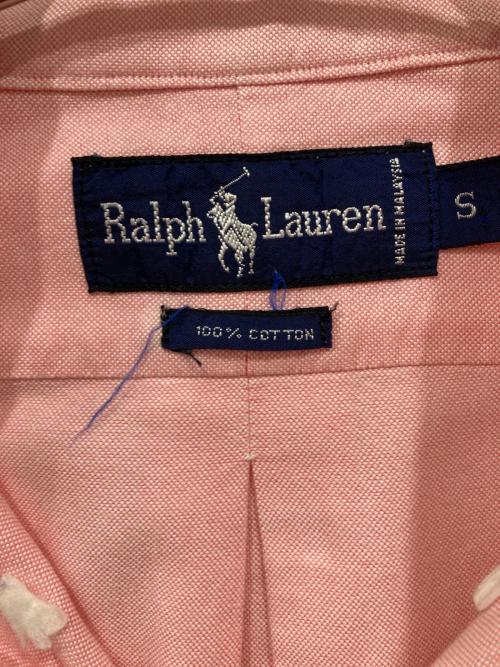 Ralph Lauren
MADE IN MALAYSIA
S
100% COTTON